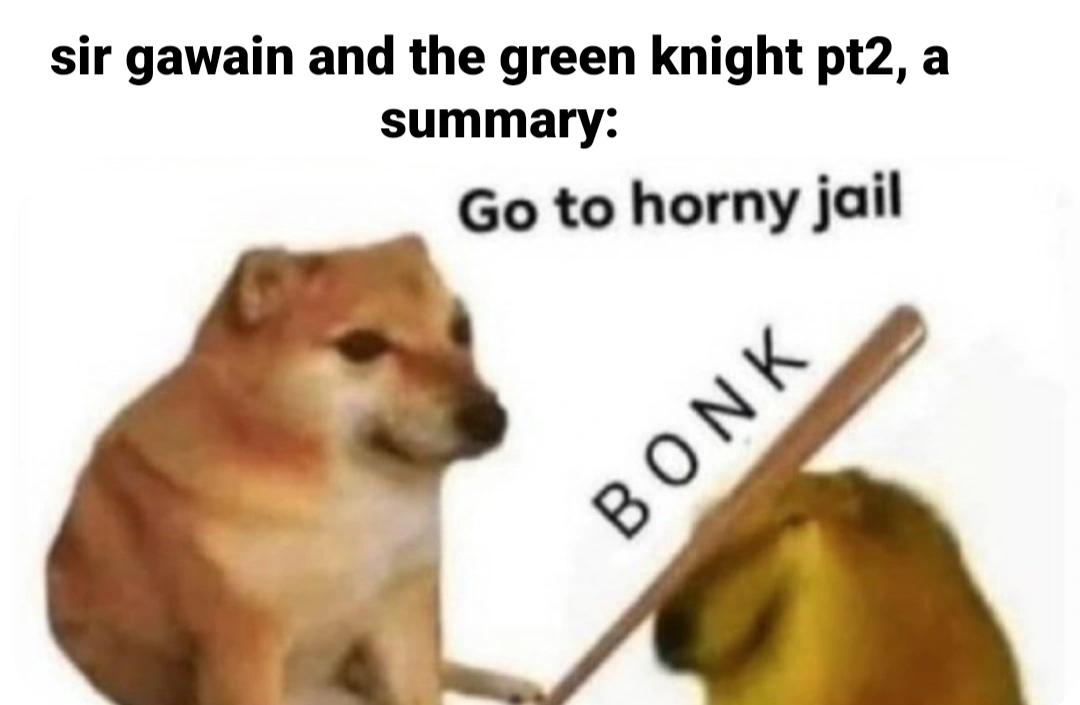 sir gawain and the green knight pt2, a
summary:
Go to horny jail
BONK